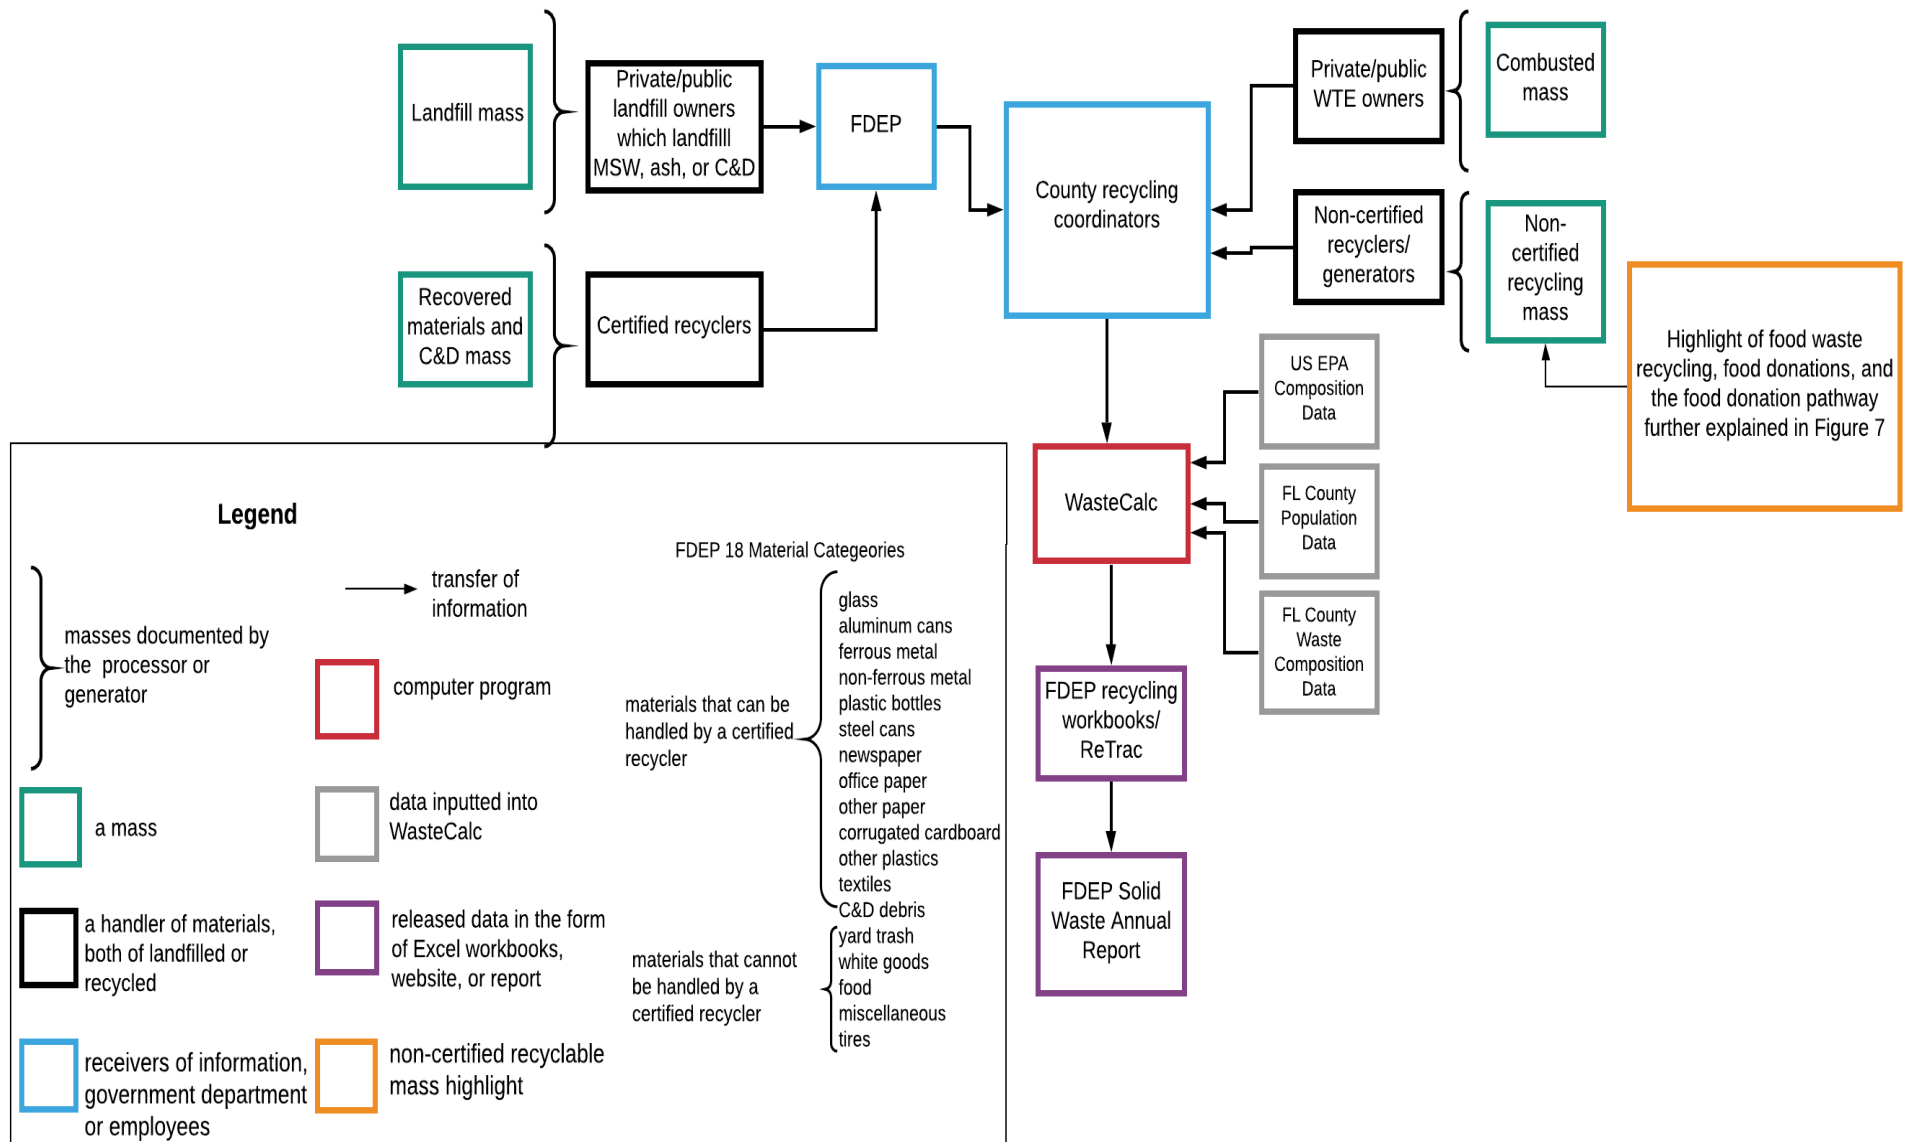 Landfill mass
Private/public
landfill owners
which landfilll
MSW, ash, or C&D
FDEP
County recycling
coordinators
Private/public
WTE owners
Combusted
mass
Recovered
materials and
C&D mass
Certified recyclers
Non-certified
recyclers/
generators
Non-
certified
recycling
mass
Highlight of food waste
recycling, food donations, and
the food donation pathway
further explained in Figure 7
US EPA
Composition
Data
WasteCalc
FL County
Population
Data
FL County
Waste
Composition
Data
FDEP recycling
workbooks/
ReTrac
FDEP Solid
Waste Annual
Report
Legend
masses documented by
the processor or
generator
a mass
a handler of materials,
both of landfilled or
recycled
receivers of information,
government department
or employees
transfer of
information
computer program
data inputted into
WasteCalc
released data in the form
of Excel workbooks,
website, or report
non-certified recyclable
mass highlight
FDEP 18 Material Categeories
materials that can be
handled by a certified
recycler
glass
aluminum cans
ferrous metal
non-ferrous metal
plastic bottles
steel cans
newspaper
office paper
other paper
corrugated cardboard
other plastics
textiles
C&D debris
materials that cannot
be handled by a
certified recycler
yard trash
white goods
food
miscellaneous
tires